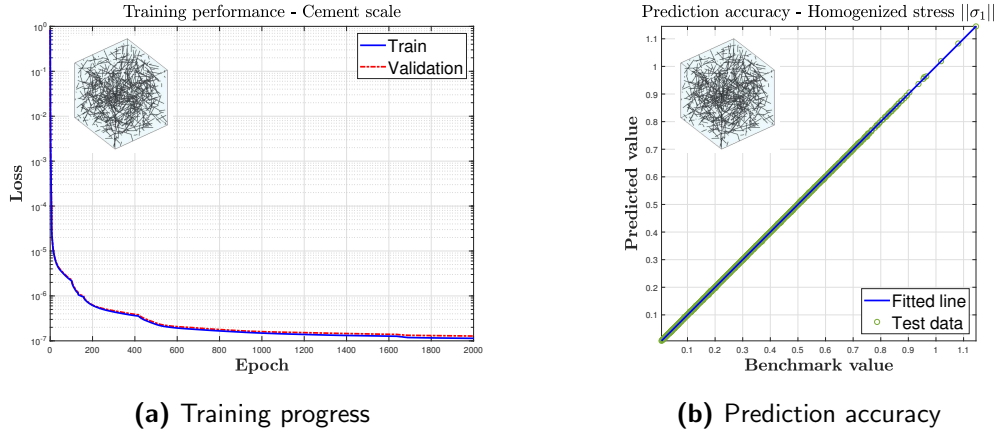 Training performance - Cement scale
Loss
10^0
10^-1
10^-2
10^-3
10^-4
10^-5
10^-6
10^-7
0 200 400 600 800 1000 1200 1400 1600 1800 2000
Epoch
Train
Validation
(a) Training progress
Prediction accuracy - Homogenized stress ||σ₁||
Predicted value
1.1
1
0.9
0.8
0.7
0.6
0.5
0.4
0.3
0.2
0.1
0.1 0.2 0.3 0.4 0.5 0.6 0.7 0.8 0.9 1 1.1
Benchmark value
Fitted line
Test data
(b) Prediction accuracy